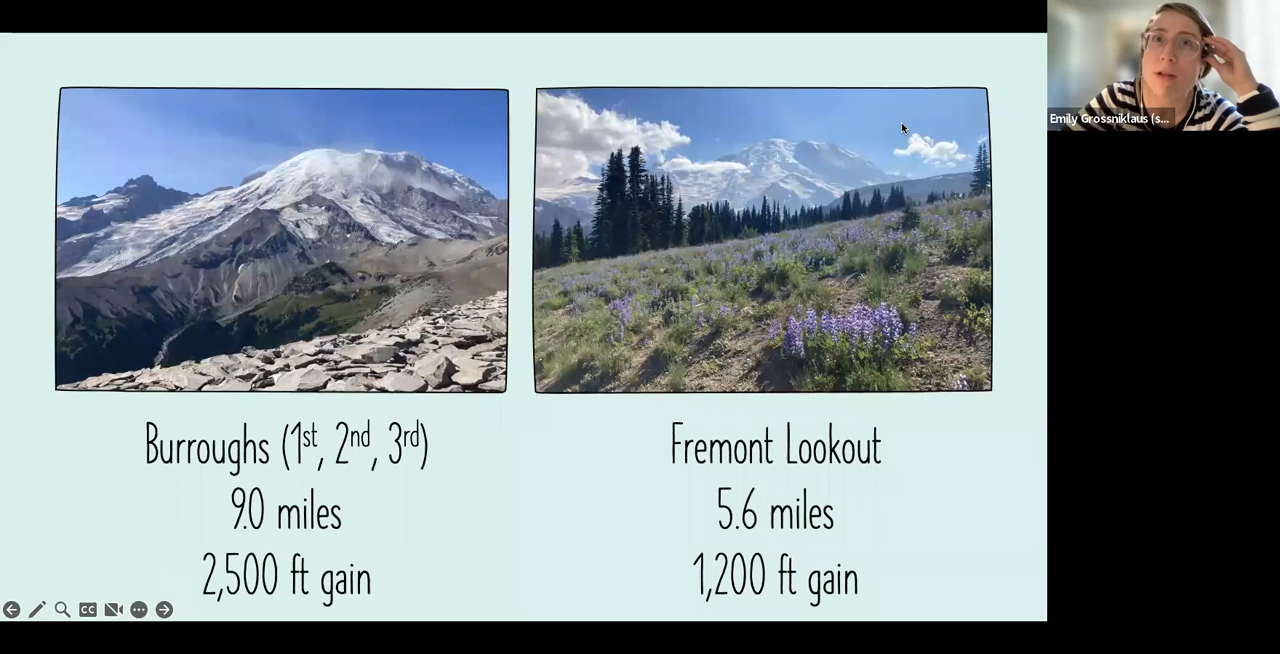 Burroughs (1st, 2nd, 3rd)
9.0 miles
2,500 ft gain
Fremont Lookout
5.6 miles
1,200 ft gain
Emily Grossniklaus (s...
CC